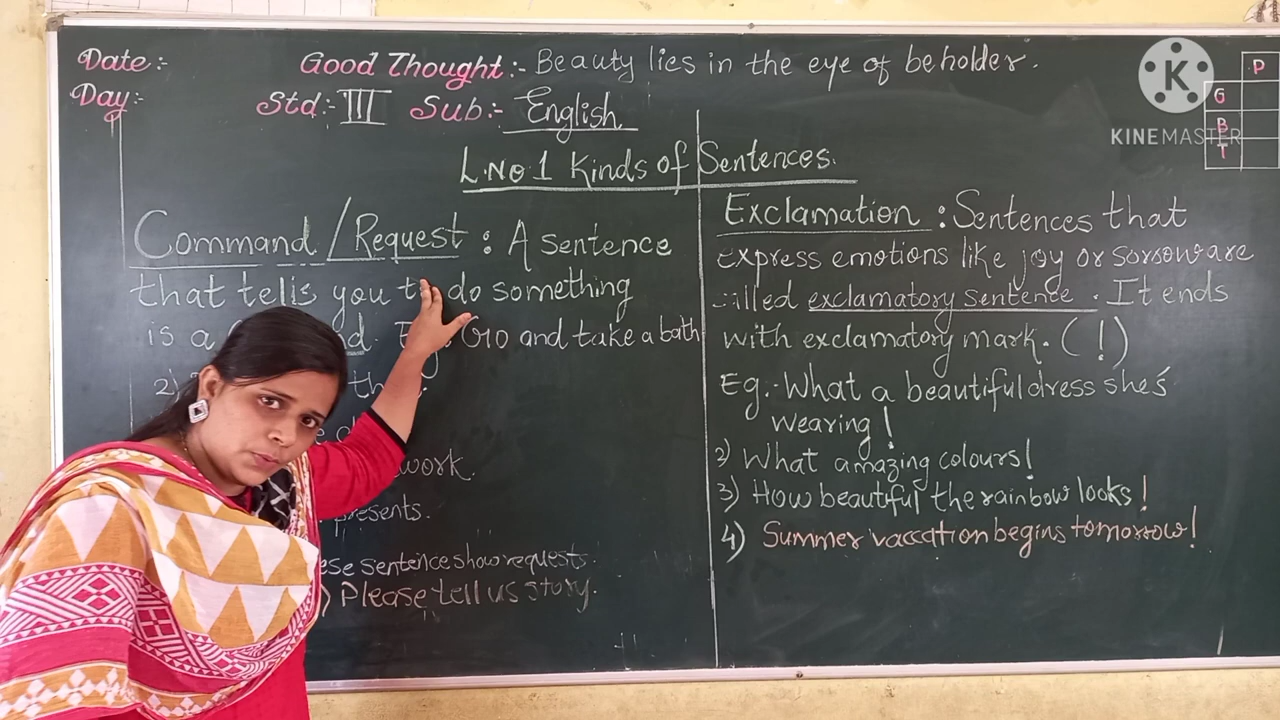 Date:-
Good Thought:- Beauty lies in the eye of beholder.
Day:-
Std:- III Sub:- English
P
G
B
T
KINEMASTER
L.No 1 Kinds of Sentences.
Command / Request : A sentence
that tells you to do something
is a Go and take a bath
2)
work.
presents.
sentence show requests.
) Please tell us story.
Exclamation : Sentences that
express emotions like joy or sorrow are
called exclamatory sentence. It ends
with exclamatory mark. (!)
Eg:- What a beautiful dress she's
wearing!
2) What amazing colours!
3) How beautiful the rainbow looks!
4) Summer vaccation begins tomorrow!